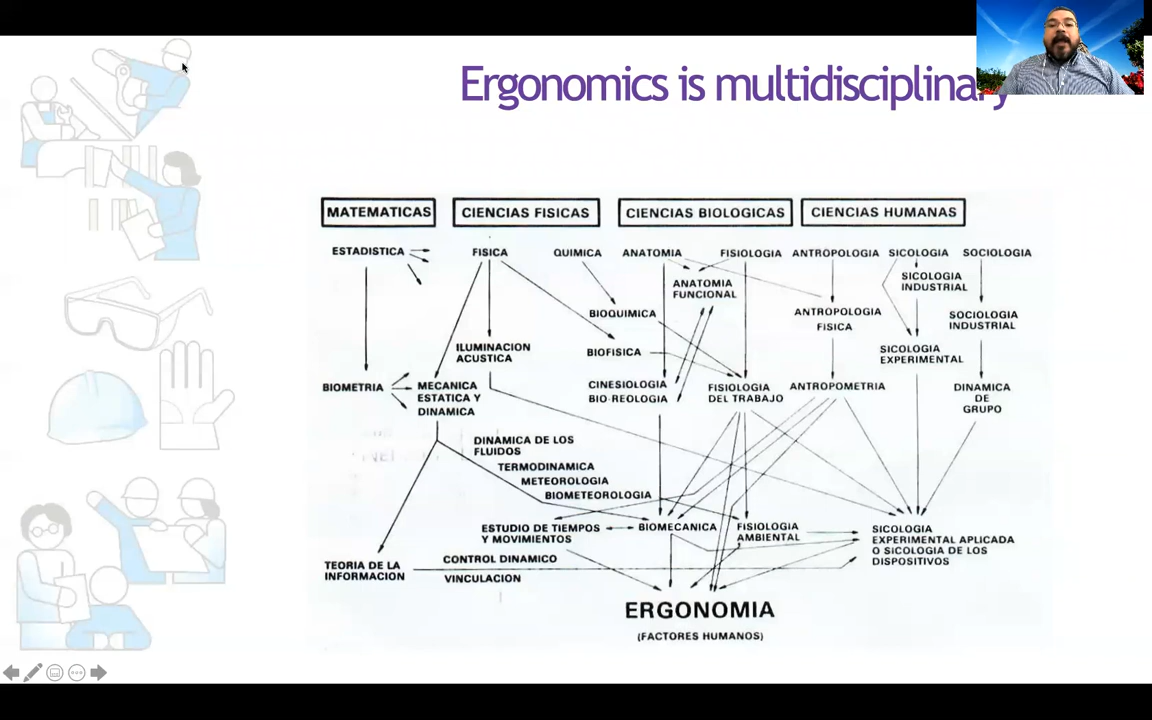 Ergonomics is multidisciplinary
MATEMATICAS
CIENCIAS FISICAS
CIENCIAS BIOLOGICAS
CIENCIAS HUMANAS
ESTADISTICA
FISICA
QUIMICA
ANATOMIA
FISIOLOGIA
ANTROPOLOGIA
SICOLOGIA
SOCIOLOGIA
SICOLOGIA
INDUSTRIAL
ANATOMIA
FUNCIONAL
BIOQUIMICA
ANTROPOLOGIA
FISICA
SOCIOLOGIA
INDUSTRIAL
ILUMINACION
ACUSTICA
BIOFISICA
SICOLOGIA
EXPERIMENTAL
BIOMETRIA
MECANICA
ESTATICA Y
DINAMICA
CINESIOLOGIA
BIO-REOLOGIA
FISIOLOGIA
DEL TRABAJO
ANTROPOMETRIA
DINAMICA
DE
GRUPO
DINAMICA DE LOS
FLUIDOS
TERMODINAMICA
METEOROLOGIA
BIOMETEOROLOGIA
ESTUDIO DE TIEMPOS
Y MOVIMIENTOS
BIOMECANICA
FISIOLOGIA
AMBIENTAL
SICOLOGIA
EXPERIMENTAL APLICADA
O SICOLOGIA DE LOS
DISPOSITIVOS
TEORIA DE LA
INFORMACION
CONTROL DINAMICO
VINCULACION
ERGONOMIA
(FACTORES HUMANOS)